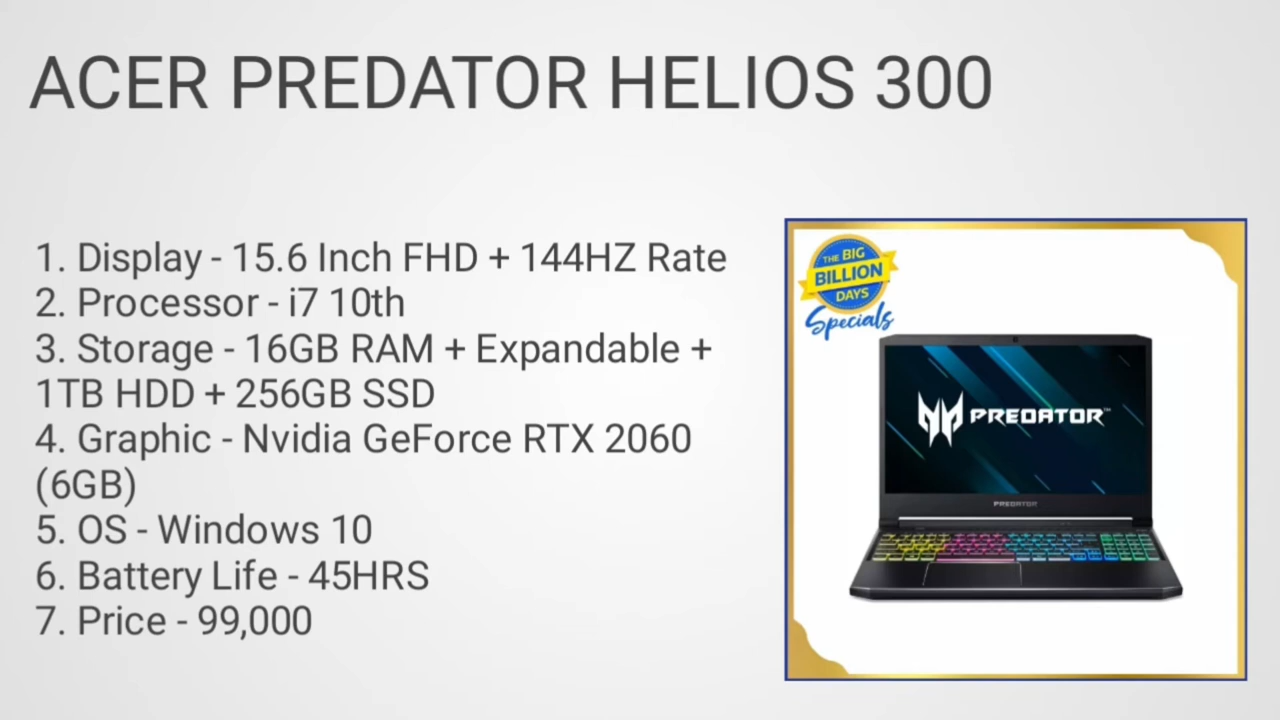 ACER PREDATOR HELIOS 300
1. Display - 15.6 Inch FHD + 144HZ Rate
2. Processor - i7 10th
3. Storage - 16GB RAM + Expandable +
1TB HDD + 256GB SSD
4. Graphic - Nvidia GeForce RTX 2060
(6GB)
5. OS - Windows 10
6. Battery Life - 45HRS
7. Price - 99,000
THE BIG
BILLION
DAYS
Specials
PREDATOR™
PREDATOR